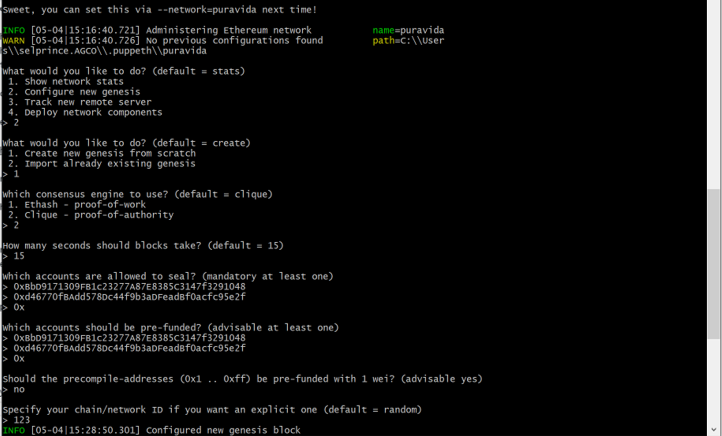 Sweet, you can set this via --network=puravida next time!
INFO [05-04|15:16:40.721] Administering Ethereum network name=puravida
WARN [05-04|15:16:40.726] No previous configurations found path=C:\\User
s\\selprince.AGCO\\.puppeth\\puravida
What would you like to do? (default = stats)
1. Show network stats
2. Configure new genesis
3. Track new remote server
4. Deploy network components
> 2
What would you like to do? (default = create)
1. Create new genesis from scratch
2. Import already existing genesis
> 1
Which consensus engine to use? (default = clique)
1. Ethash - proof-of-work
2. Clique - proof-of-authority
> 2
How many seconds should blocks take? (default = 15)
> 15
Which accounts are allowed to seal? (mandatory at least one)
> 0xBbD9171309FB1c23277A87E8385C3147f3291048
> 0xd46770fBAdd578Dc44f9b3aDFeadBf0acfc95e2f
> 0x
Which accounts should be pre-funded? (advisable at least one)
> 0xBbD9171309FB1c23277A87E8385C3147f3291048
> 0xd46770fBAdd578Dc44f9b3aDFeadBf0acfc95e2f
> 0x
Should the precompile-addresses (0x1 .. 0xff) be pre-funded with 1 wei? (advisable yes)
> no
Specify your chain/network ID if you want an explicit one (default = random)
> 123
INFO [05-04|15:28:50.301] Configured new genesis block